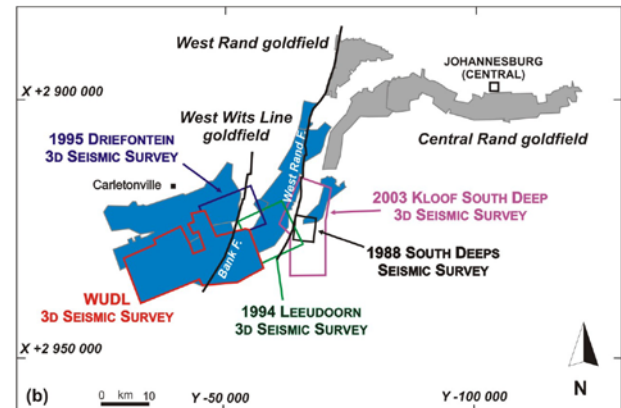 West Rand goldfield
JOHANNESBURG
(CENTRAL)
X +2 900 000
West Wits Line
goldfield
Central Rand goldfield
1995 DRIEFONTEIN
3D SEISMIC SURVEY
West Rand F.
Carletonville
2003 KLOOF SOUTH DEEP
3D SEISMIC SURVEY
Bank F.
1988 SOUTH DEEPS
SEISMIC SURVEY
WUDL
3D SEISMIC SURVEY
1994 LEEUDOORN
3D SEISMIC SURVEY
X +2 950 000
(b)
0 km 10
Y -50 000
Y -100 000
N